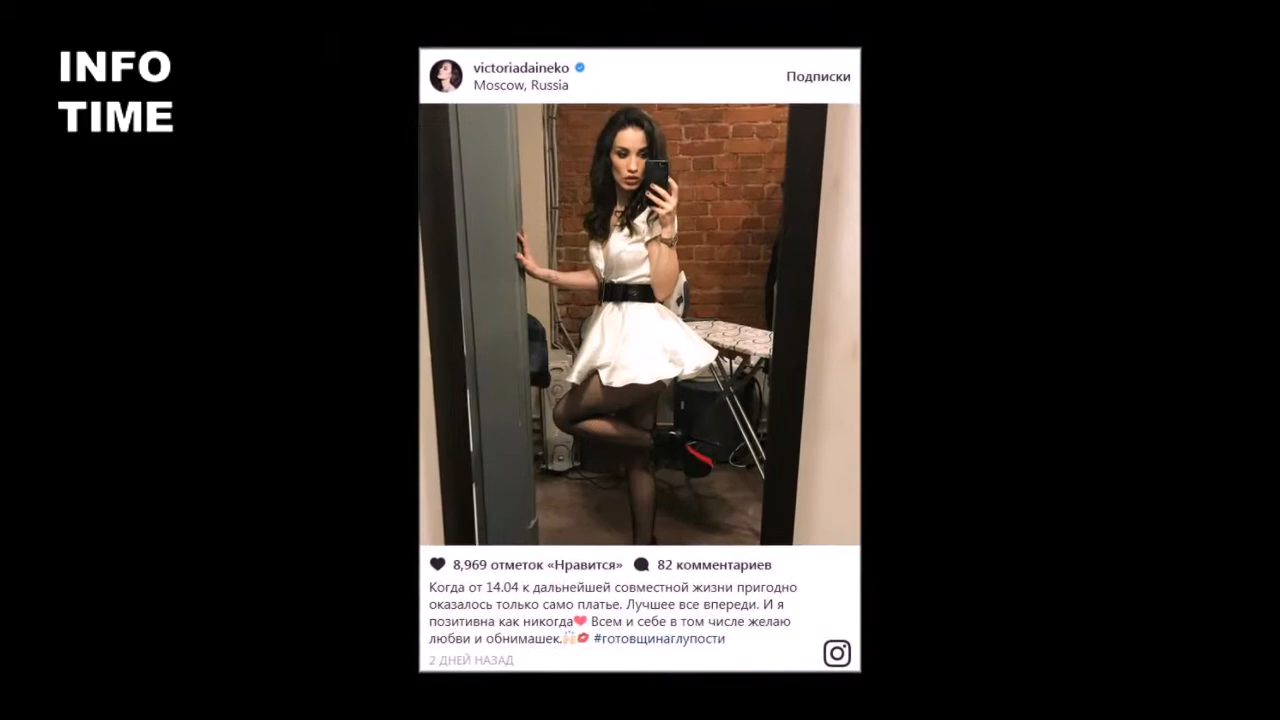 INFO
TIME
victoriadaineko
Moscow, Russia
Подписки
8,969 отметок «Нравится» 82 комментариев
Когда от 14.04 к дальнейшей совместной жизни пригодно
оказалось только само платье. Лучшее все впереди. И я
позитивна как никогда❤ Всем и себе в том числе желаю
любви и обнимашек.🙌🏻💋 #готовщинаглупости
2 ДНЕЙ НАЗАД